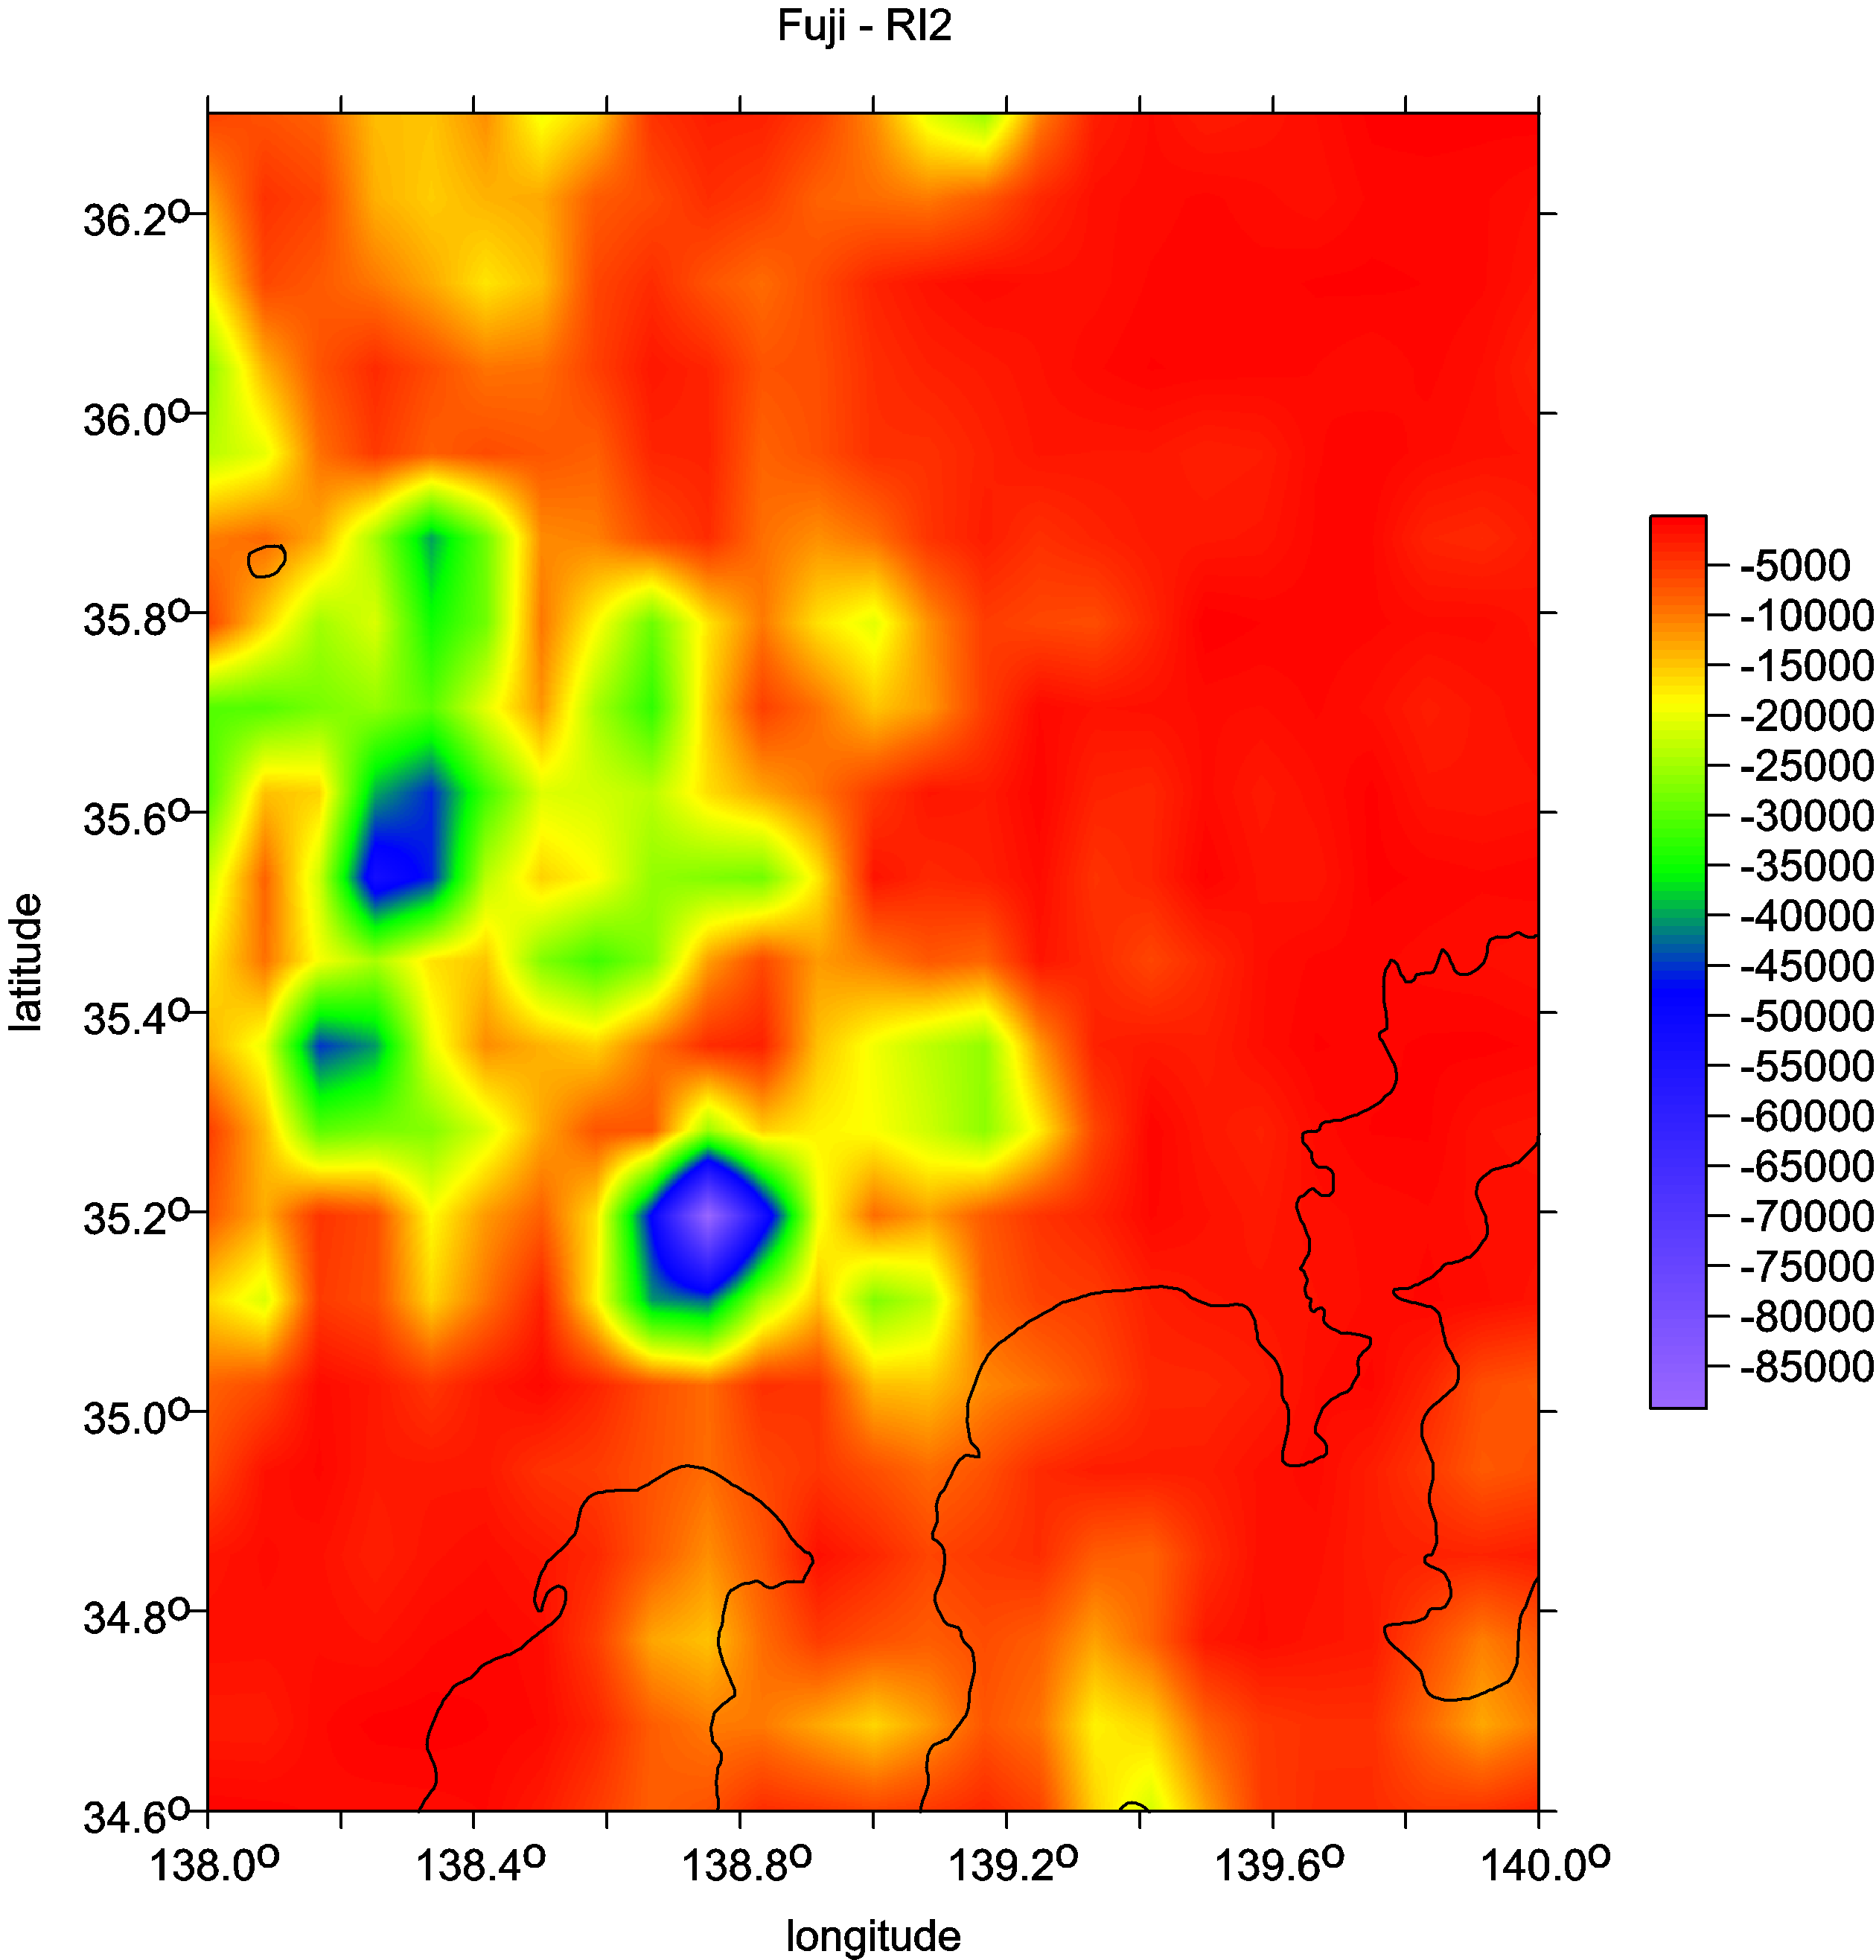 Fuji - RI2
36.2º
36.0º
35.8º
35.6º
35.4º
35.2º
35.0º
34.8º
34.6º
latitude
138.0º 138.4º 138.8º 139.2º 139.6º 140.0º
longitude
-5000
-10000
-15000
-20000
-25000
-30000
-35000
-40000
-45000
-50000
-55000
-60000
-65000
-70000
-75000
-80000
-85000